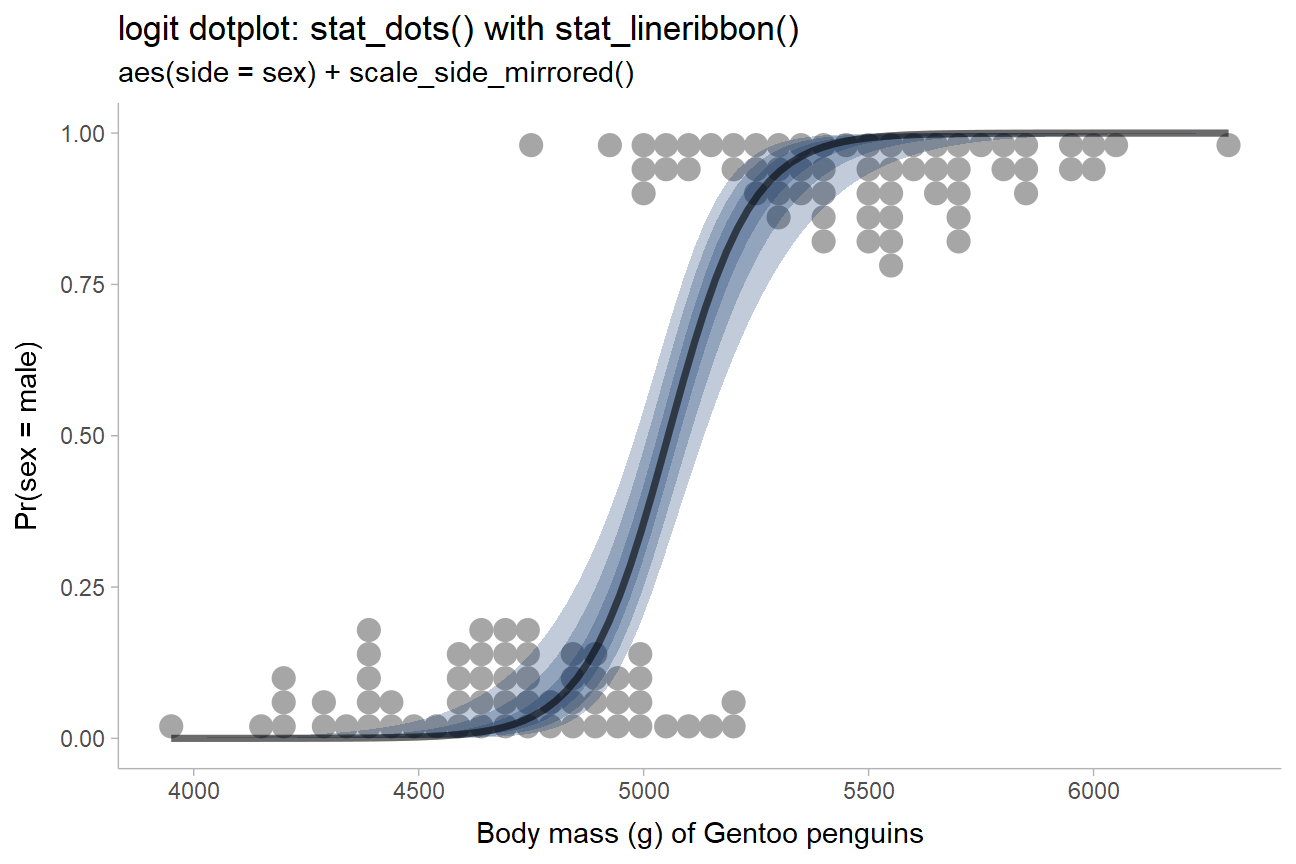 logit dotplot: stat_dots() with stat_lineribbon()
aes(side = sex) + scale_side_mirrored()
Pr(sex = male)
1.00
0.75
0.50
0.25
0.00
4000
4500
5000
5500
6000
Body mass (g) of Gentoo penguins